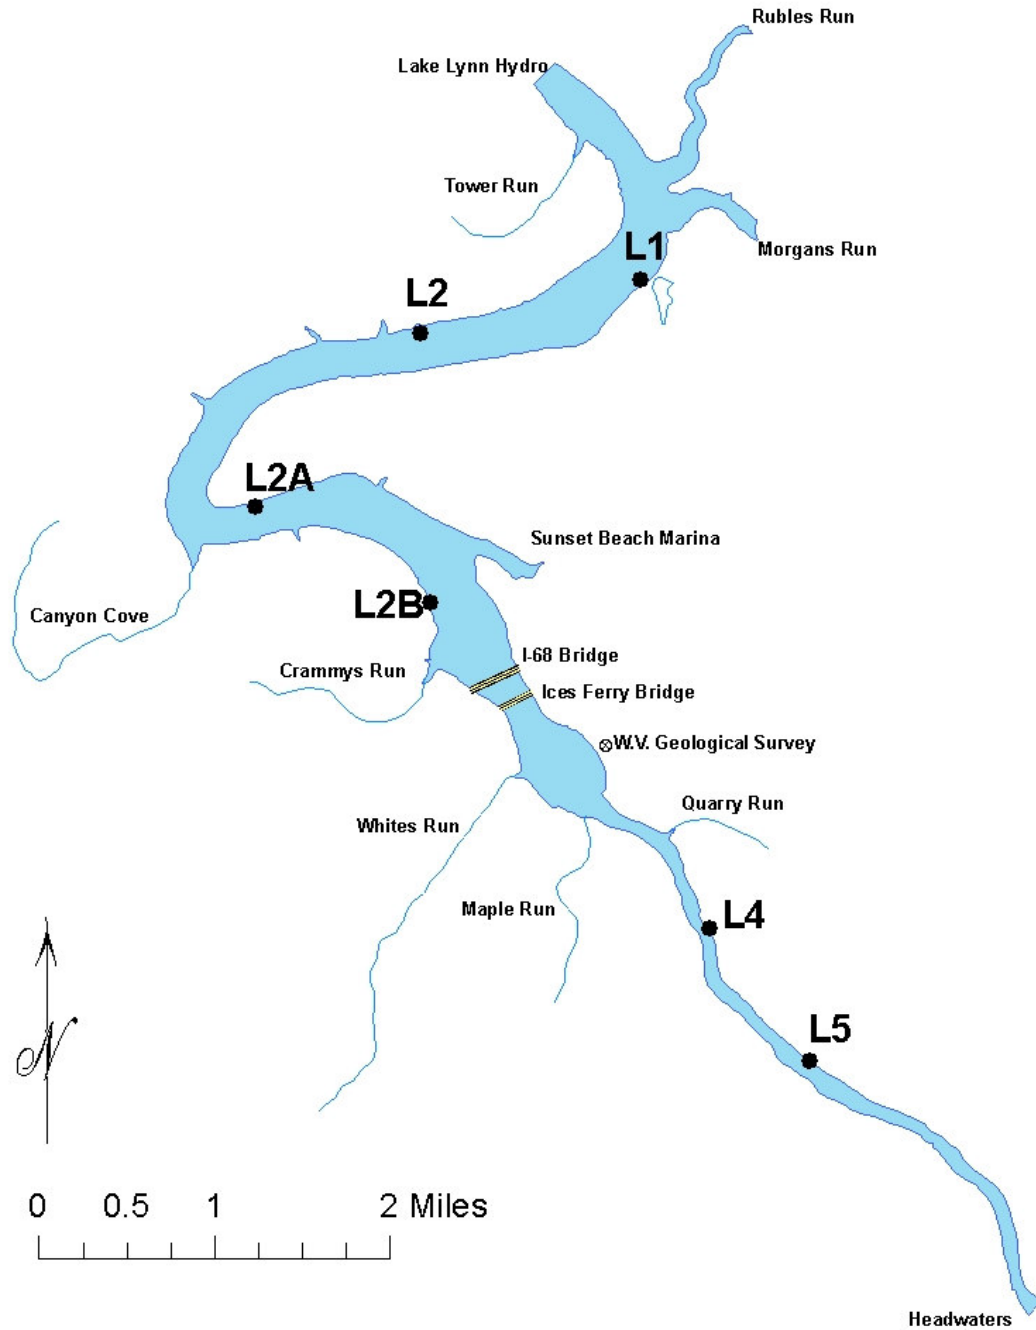 Rubles Run
Lake Lynn Hydro
Tower Run
L1
Morgans Run
L2
L2A
Sunset Beach Marina
L2B
Canyon Cove
I-68 Bridge
Crammys Run
Ices Ferry Bridge
W.V. Geological Survey
Quarry Run
Whites Run
Maple Run
L4
N
L5
0 0.5 1 2 Miles
Headwaters